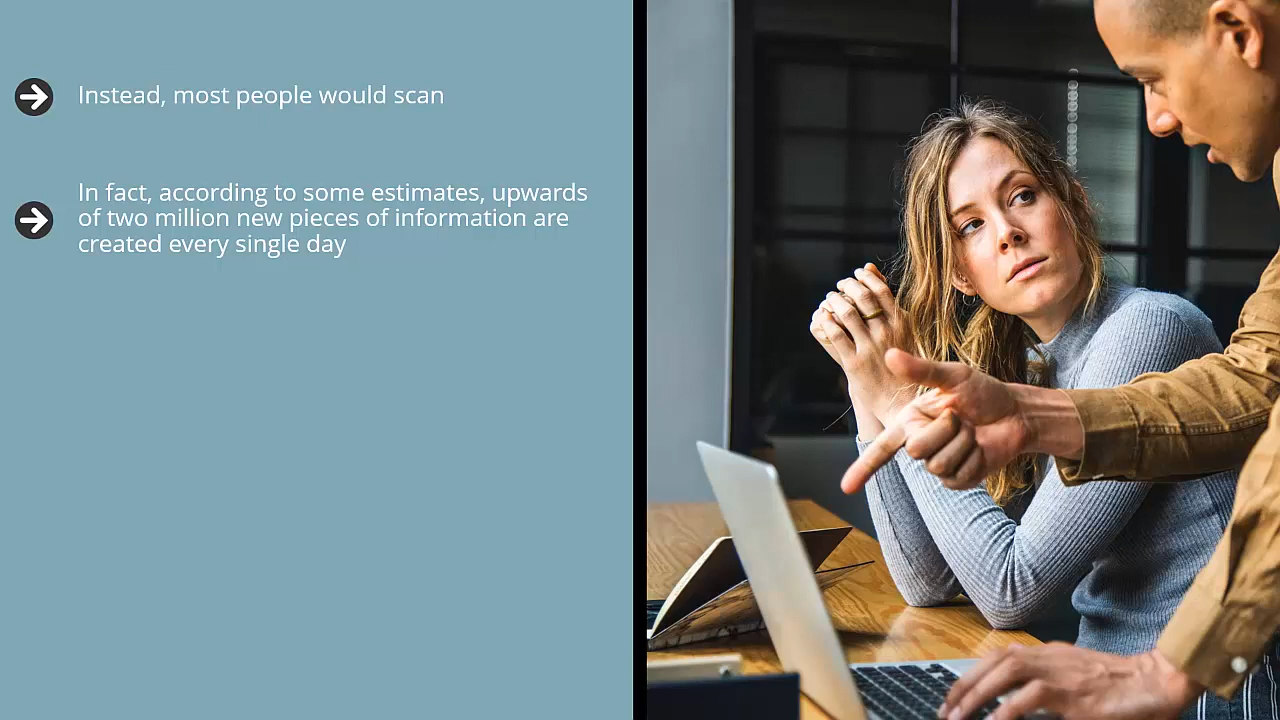 Instead, most people would scan
In fact, according to some estimates, upwards
of two million new pieces of information are
created every single day